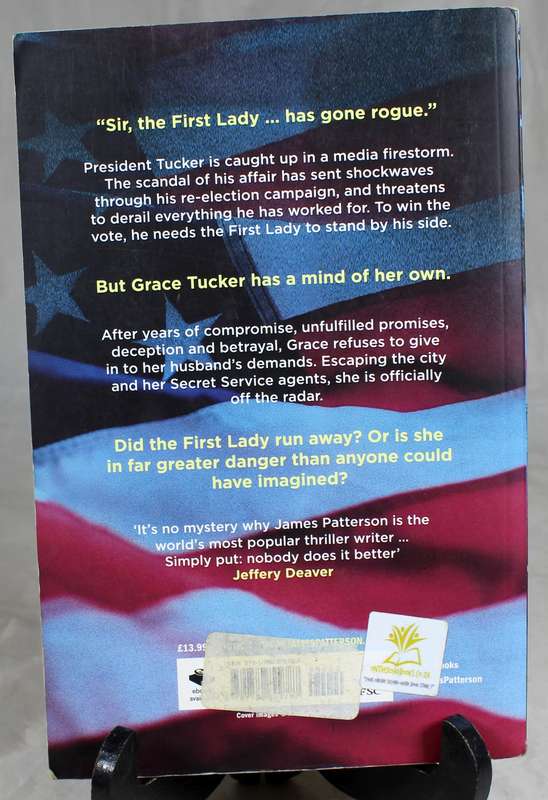 “Sir, the First Lady ... has gone rogue.”
President Tucker is caught up in a media firestorm.
The scandal of his affair has sent shockwaves
through his re-election campaign, and threatens
to derail everything he has worked for. To win the
vote, he needs the First Lady to stand by his side.
But Grace Tucker has a mind of her own.
After years of compromise, unfulfilled promises,
deception and betrayal, Grace refuses to give
in to her husband’s demands. Escaping the city
and her Secret Service agents, she is officially
off the radar.
Did the First Lady run away? Or is she
in far greater danger than anyone could
have imagined?
‘It’s no mystery why James Patterson is the
world’s most popular thriller writer ...
Simply put: nobody does it better’
Jeffery Deaver
£13.99
SPATTERSON.
ooks
sPatterson
FSC
Cover images